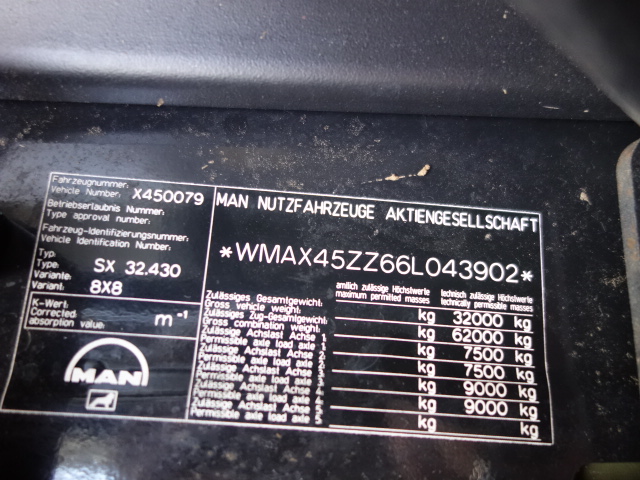 Fahrzeugnummer:
Vehicle Number: X450079
Betriebserlaubnis Nummer:
Type approval number:
Fahrzeug-Identifizierungsnummer:
Vehicle Identification Number:
Typ:
Type: SX 32.430
Variante:
Variant: 8X8
K-Wert:
Corrected
absorption value: m⁻¹
MAN
MAN NUTZFAHRZEUGE AKTIENGESELLSCHAFT
*WMAX45ZZ66L043902*
amtlich zulässige Höchstwerte technisch zulässige Höchstwerte
maximum permitted masses technically permissible masses
Zulässiges Gesamtgewicht:
Gross vehicle weight: kg 32000 kg
Zulässiges Zug-Gesamtgewicht:
Gross combination weight: kg 62000 kg
Zulässige Achslast Achse 1
Permissible axle load axle 1: kg 7500 kg
Zulässige Achslast Achse 2
Permissible axle load axle 2: kg 7500 kg
Zulässige Achslast Achse 3
Permissible axle load axle 3: kg 9000 kg
Zulässige Achslast Achse 4
Permissible axle load axle 4: kg 9000 kg
Zulässige Achslast Achse 5
Permissible axle load axle 5: kg kg